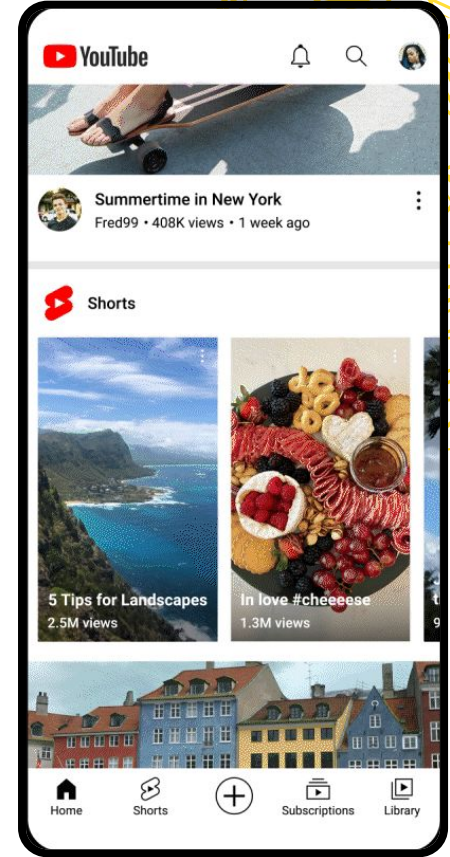 YouTube
Summertime in New York
Fred99 • 408K views • 1 week ago
Shorts
5 Tips for Landscapes
2.5M views
In love #cheeeese
1.3M views
9
Home
Shorts
Subscriptions
Library